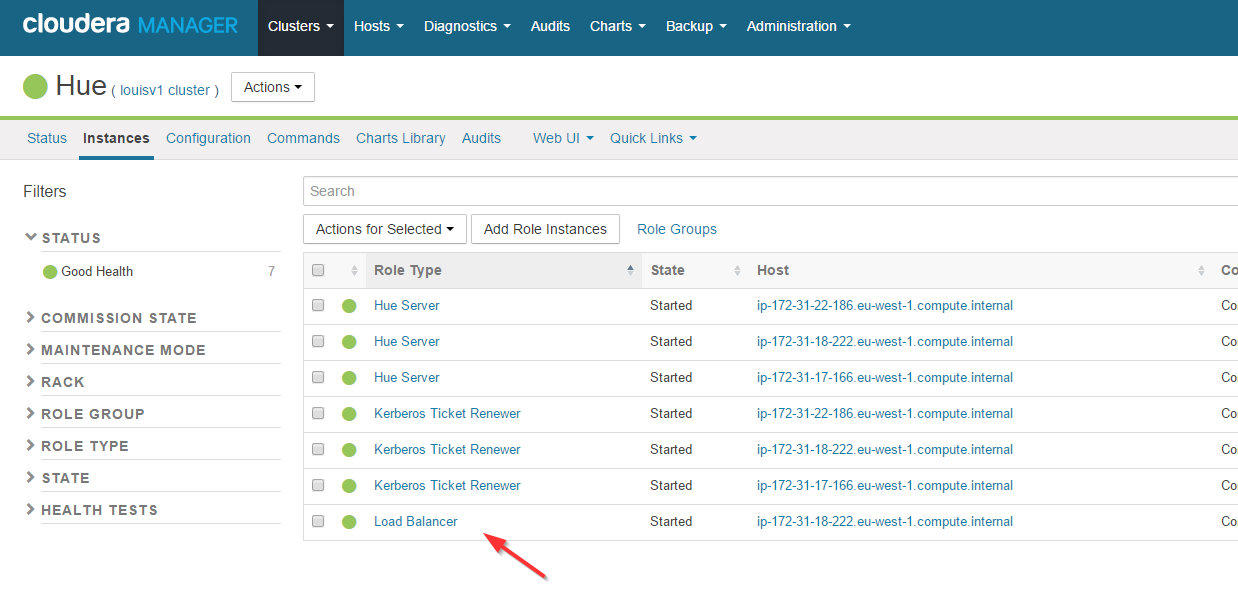 cloudera MANAGER Clusters Hosts Diagnostics Audits Charts Backup Administration
Hue ( louisv1 cluster ) Actions
Status Instances Configuration Commands Charts Library Audits Web UI Quick Links
Filters
Search
STATUS
Good Health 7
COMMISSION STATE
MAINTENANCE MODE
RACK
ROLE GROUP
ROLE TYPE
STATE
HEALTH TESTS
Actions for Selected Add Role Instances Role Groups
Role Type State Host Co
Hue Server Started ip-172-31-22-186.eu-west-1.compute.internal Co
Hue Server Started ip-172-31-18-222.eu-west-1.compute.internal Co
Hue Server Started ip-172-31-17-166.eu-west-1.compute.internal Co
Kerberos Ticket Renewer Started ip-172-31-22-186.eu-west-1.compute.internal Co
Kerberos Ticket Renewer Started ip-172-31-18-222.eu-west-1.compute.internal Co
Kerberos Ticket Renewer Started ip-172-31-17-166.eu-west-1.compute.internal Co
Load Balancer Started ip-172-31-18-222.eu-west-1.compute.internal Co